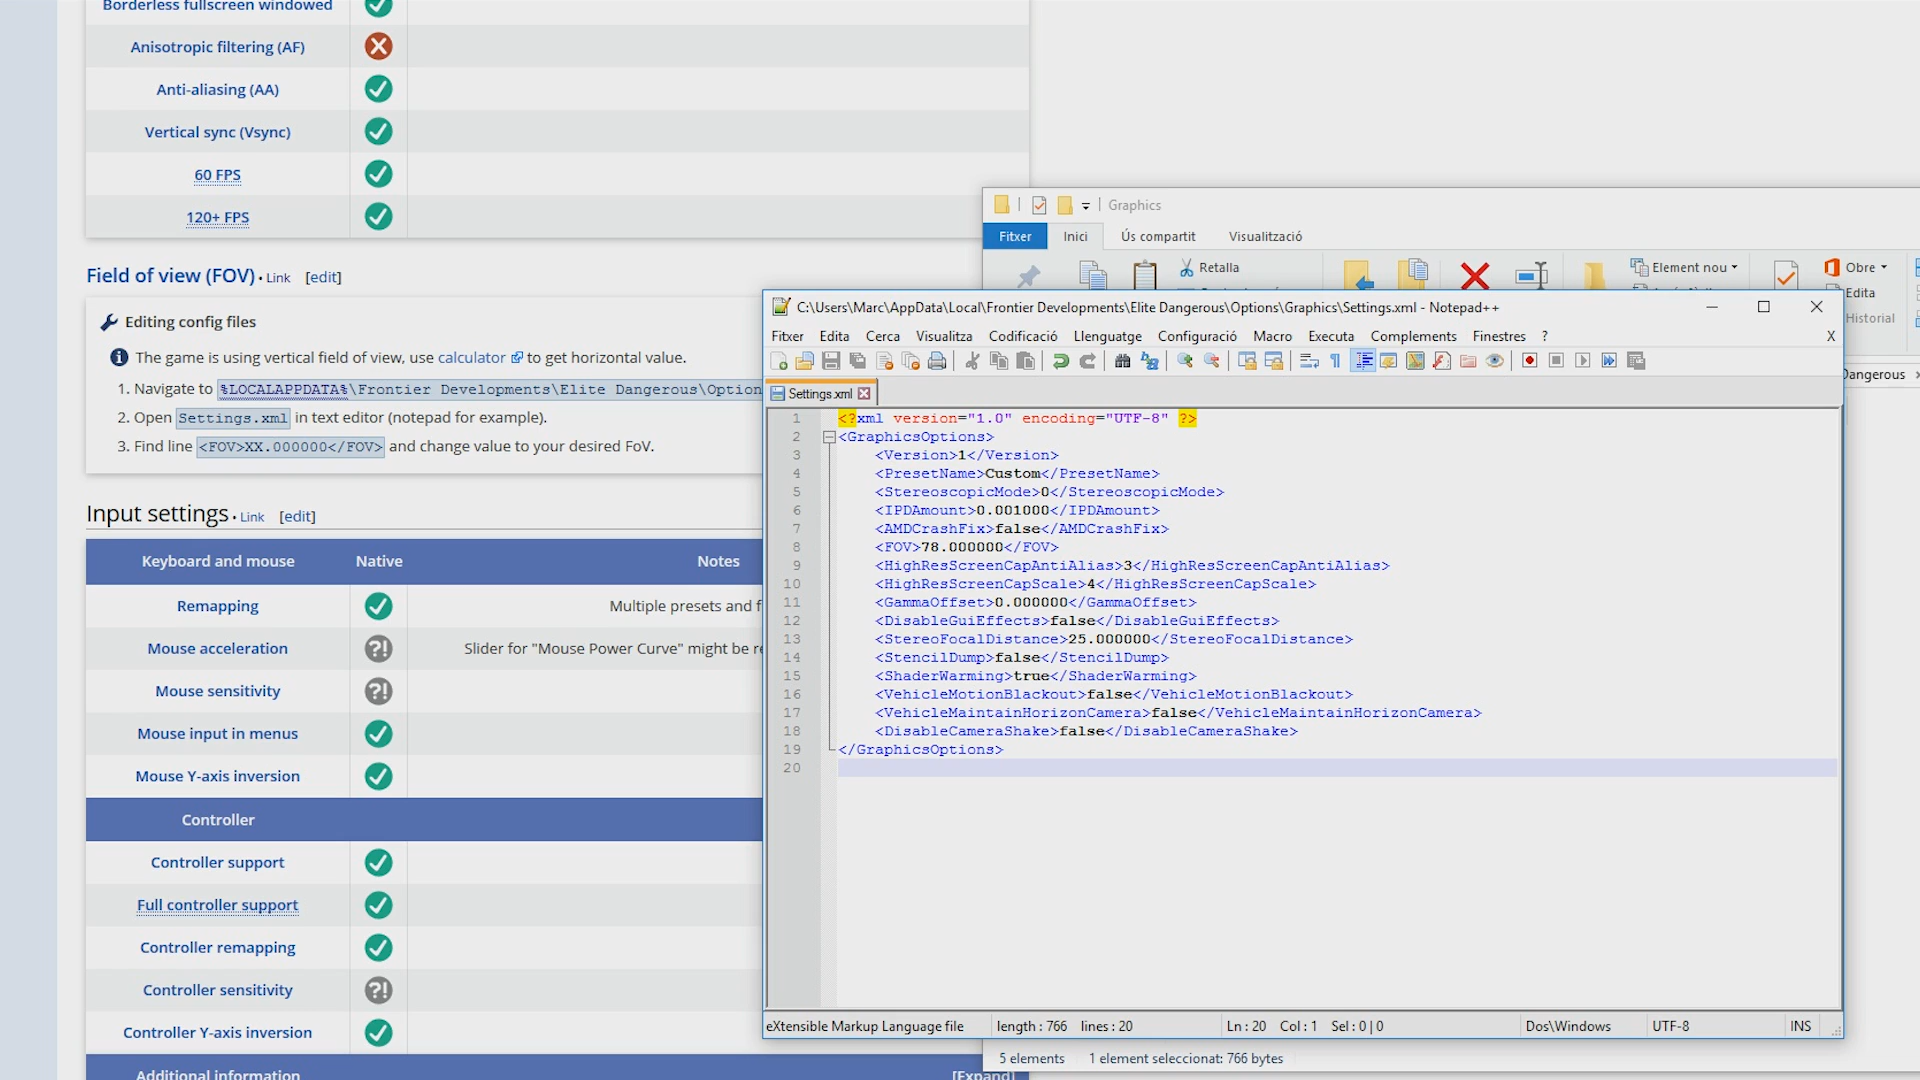 Borderless fullscreen windowed
Anisotropic filtering (AF)
Anti-aliasing (AA)
Vertical sync (Vsync)
60 FPS
120+ FPS
Field of view (FOV) • Link [edit]
Editing config files
The game is using vertical field of view, use calculator to get horizontal value.
1. Navigate to %LOCALAPPDATA%\Frontier Developments\Elite Dangerous\Option
2. Open Settings.xml in text editor (notepad for example).
3. Find line <FOV>XX.000000</FOV> and change value to your desired FoV.
Input settings • Link [edit]
Keyboard and mouse Native Notes
Remapping Multiple presets and f
Mouse acceleration Slider for "Mouse Power Curve" might be re
Mouse sensitivity
Mouse input in menus
Mouse Y-axis inversion
Controller
Controller support
Full controller support
Controller remapping
Controller sensitivity
Controller Y-axis inversion
Additional information [Expand]
Graphics
Fitxer Inici Ús compartit Visualització
Retalla
Element nou
Obre
Edita
Historial
Dangerous
C:\Users\Marc\AppData\Local\Frontier Developments\Elite Dangerous\Options\Graphics\Settings.xml - Notepad++
Fitxer Edita Cerca Visualitza Codificació Llenguatge Configuració Macro Executa Complements Finestres ? X
Settings.xml
1 <?xml version="1.0" encoding="UTF-8" ?>
2 <GraphicsOptions>
3 <Version>1</Version>
4 <PresetName>Custom</PresetName>
5 <StereoscopicMode>0</StereoscopicMode>
6 <IPDAmount>0.001000</IPDAmount>
7 <AMDCrashFix>false</AMDCrashFix>
8 <FOV>78.000000</FOV>
9 <HighResScreenCapAntiAlias>3</HighResScreenCapAntiAlias>
10 <HighResScreenCapScale>4</HighResScreenCapScale>
11 <GammaOffset>0.000000</GammaOffset>
12 <DisableGuiEffects>false</DisableGuiEffects>
13 <StereoFocalDistance>25.000000</StereoFocalDistance>
14 <StencilDump>false</StencilDump>
15 <ShaderWarming>true</ShaderWarming>
16 <VehicleMotionBlackout>false</VehicleMotionBlackout>
17 <VehicleMaintainHorizonCamera>false</VehicleMaintainHorizonCamera>
18 <DisableCameraShake>false</DisableCameraShake>
19 </GraphicsOptions>
20
eXtensible Markup Language file length : 766 lines : 20 Ln : 20 Col : 1 Sel : 0 | 0 Dos\Windows UTF-8 INS
5 elements 1 element seleccionat: 766 bytes